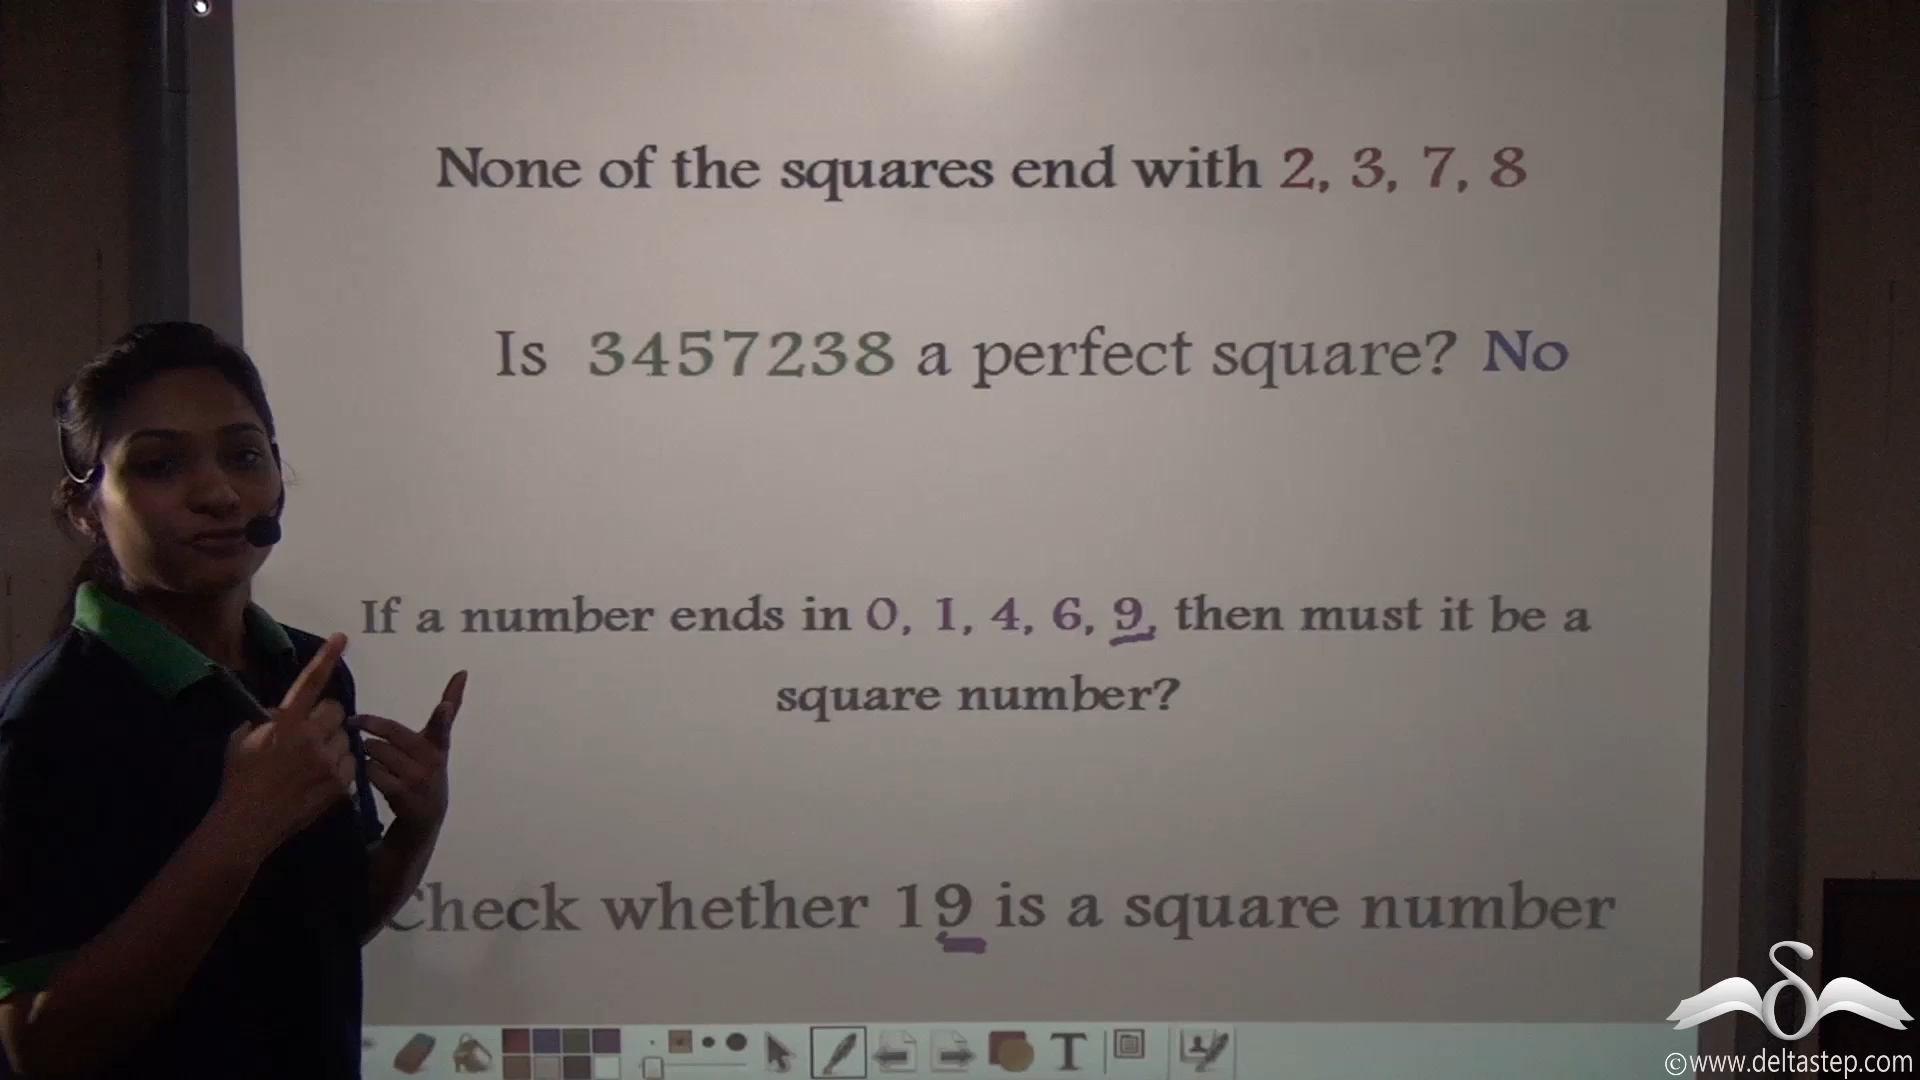 None of the squares end with 2, 3, 7, 8
Is 3457238 a perfect square? No
If a number ends in 0, 1, 4, 6, 9, then must it be a
square number?
Check whether 19 is a square number
T
©www.deltastep.com